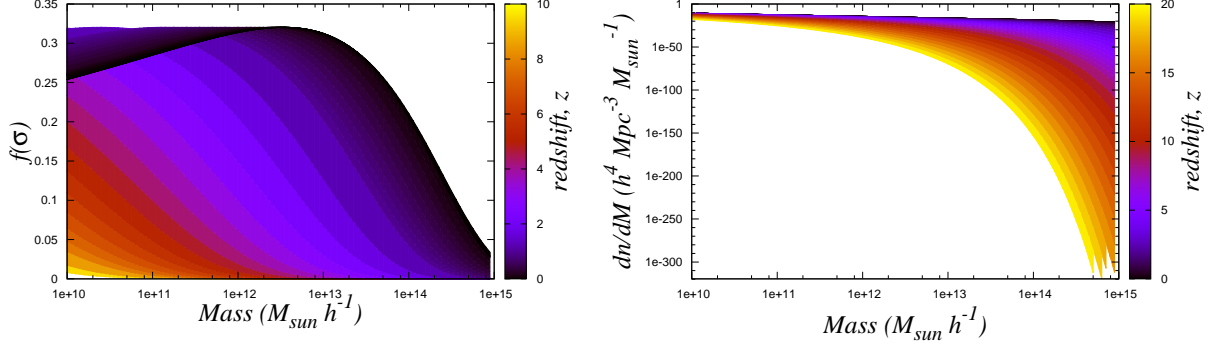 f(σ)
0.35
0.3
0.25
0.2
0.15
0.1
0.05
0
1e+10 1e+11 1e+12 1e+13 1e+14 1e+15
Mass (M_sun h^-1)
10
8
6
4
2
0
redshift, z
dn/dM (h^4 Mpc^-3 M_sun^-1)
1
1e-50
1e-100
1e-150
1e-200
1e-250
1e-300
1e+10 1e+11 1e+12 1e+13 1e+14 1e+15
Mass (M_sun h^-1)
20
15
10
5
0
redshift, z